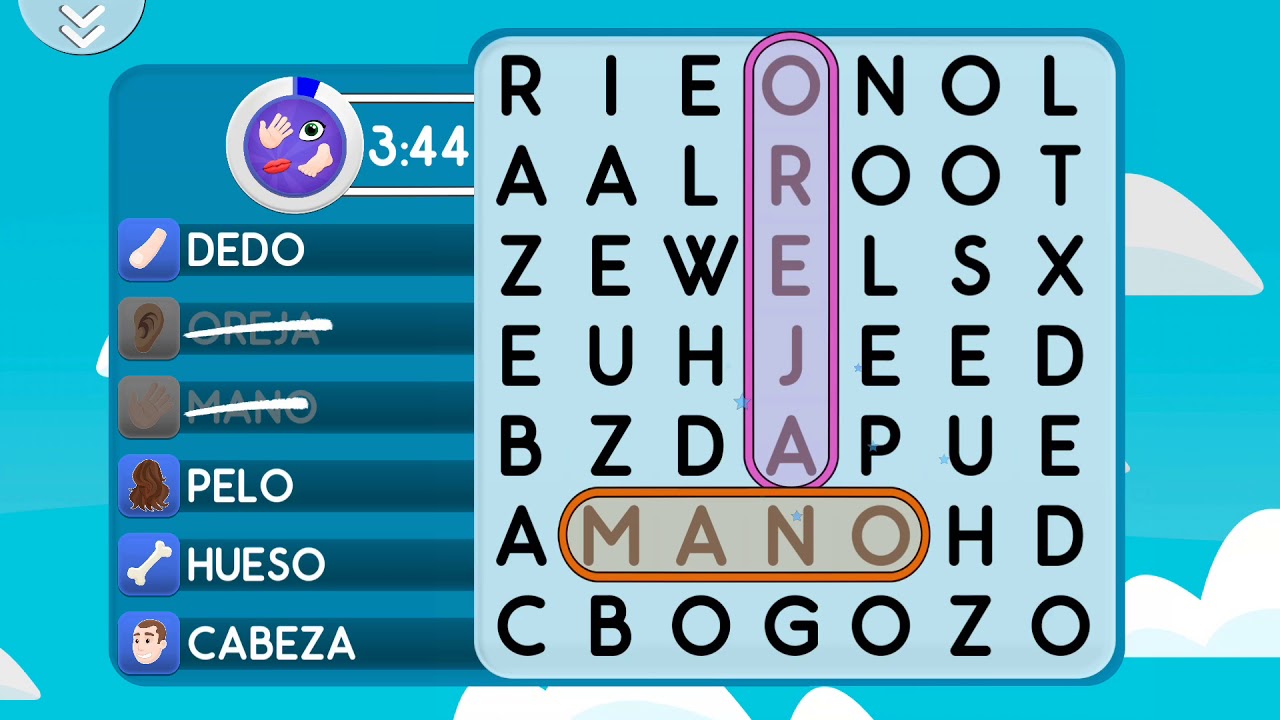 3:44
DEDO
OREJA
MANO
PELO
HUESO
CABEZA
R I E O N O L
A A L R O O T
Z E W E L S X
E U H J E E D
B Z D A P U E
A M A N O H D
C B O G O Z O